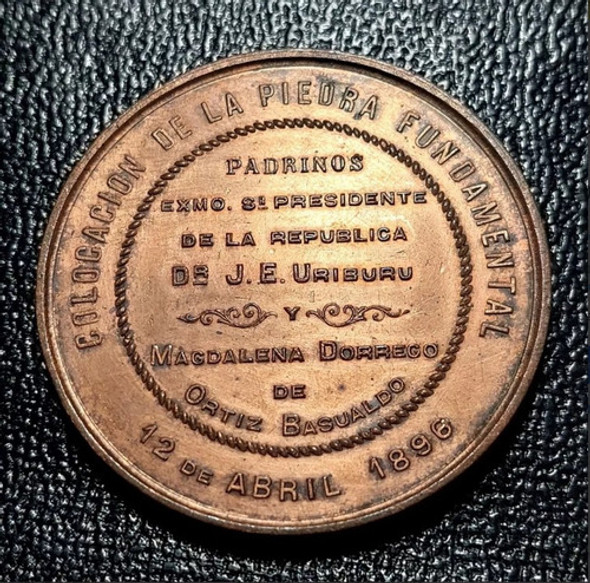 COLOCACION DE LA PIEDRA FUNDAMENTAL
PADRINOS
EXMO. Sr. PRESIDENTE
DE LA REPUBLICA
DR J. E. URIBURU
Y
MAGDALENA DORREGO
DE
ORTIZ BASUALDO
12 DE ABRIL 1896